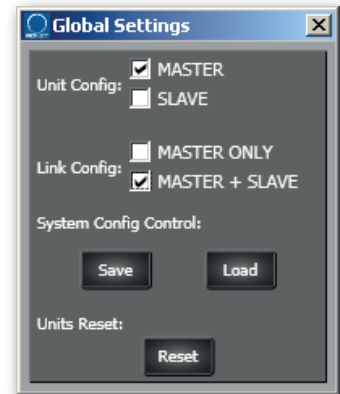 Global Settings
Unit Config:
MASTER
SLAVE
Link Config:
MASTER ONLY
MASTER + SLAVE
System Config Control:
Save Load
Units Reset:
Reset